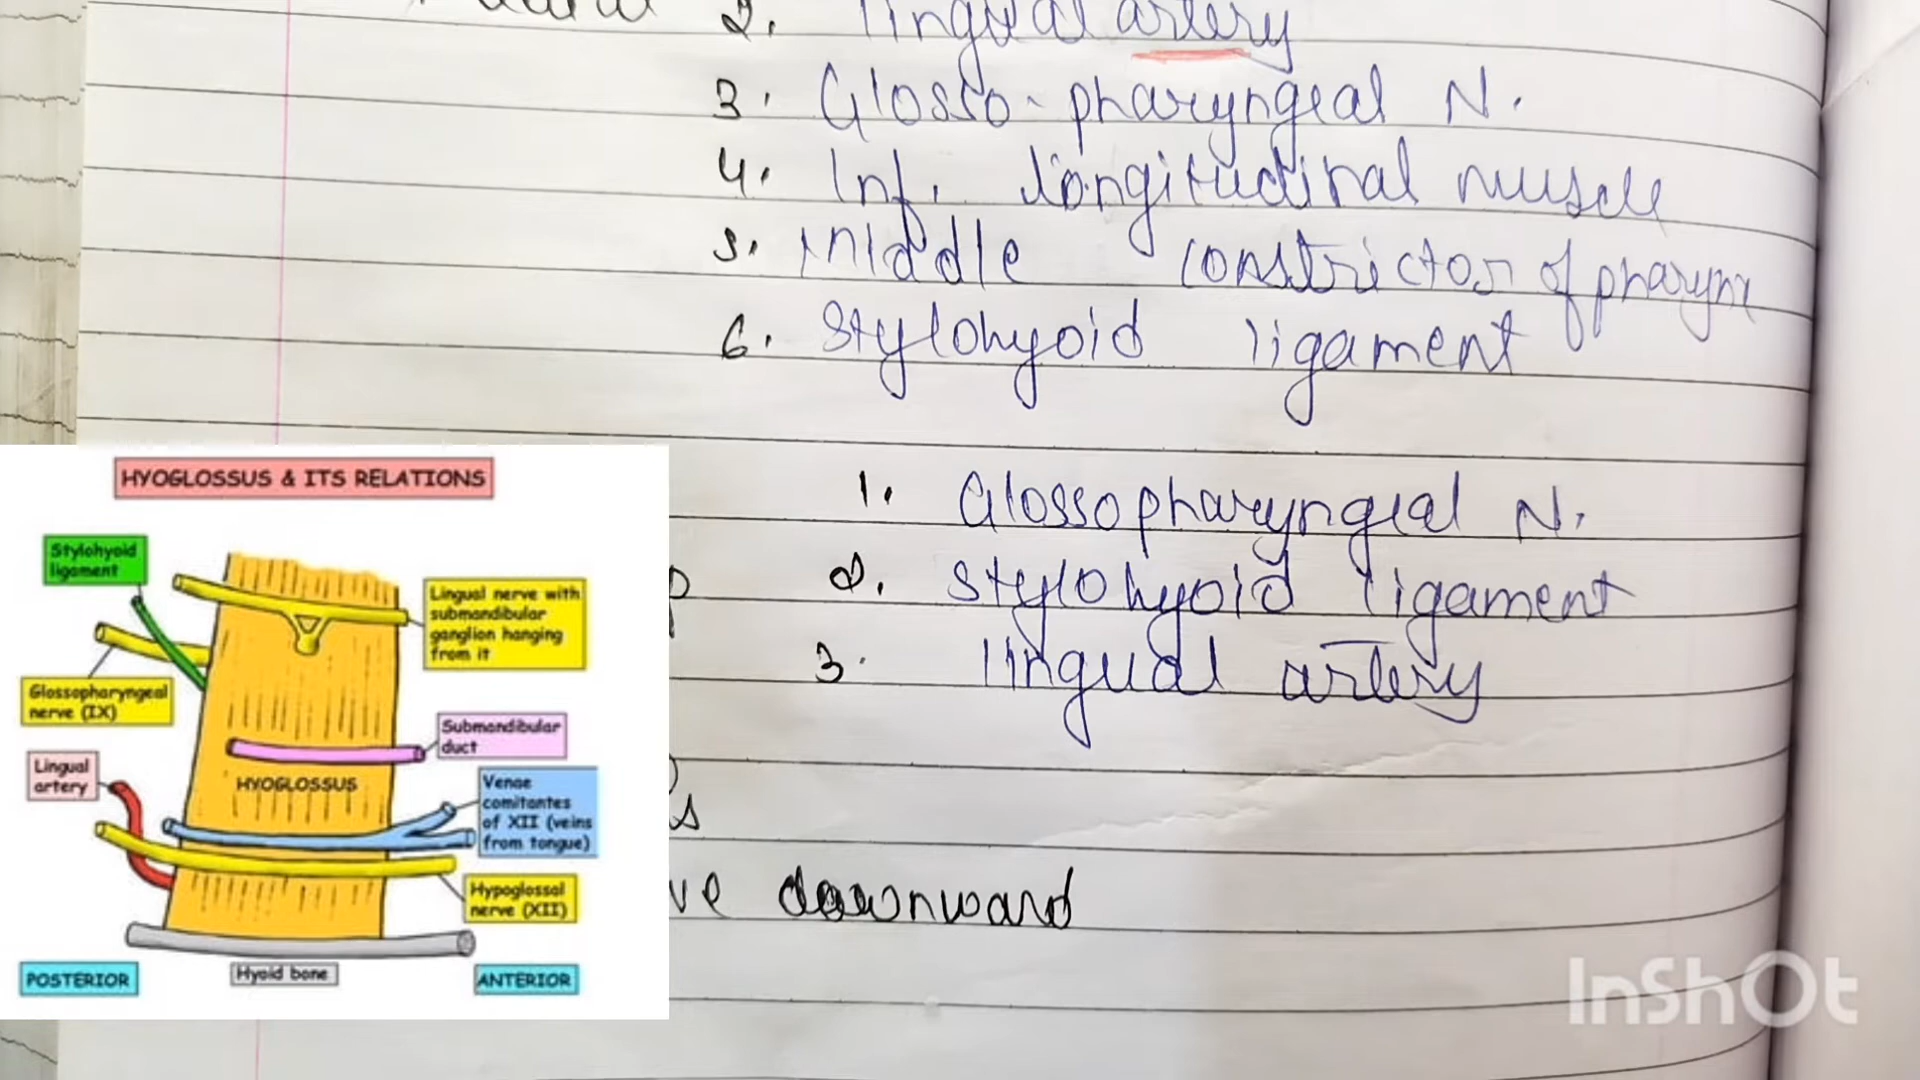 2. lingual artery
3. Glosso-pharyngeal N.
4. Inf. longitudinal muscle
5. Middle constrictor of pharynx
6. Stylohyoid ligament
1. Glossopharyngeal N.
2. Stylohyoid ligament
3. lingual artery
ve downward
HYOGLOSSUS & ITS RELATIONS
Stylohyoid
ligament
Lingual nerve with
submandibular
ganglion hanging
from it
Glossopharyngeal
nerve (IX)
Submandibular
duct
Lingual
artery
HYOGLOSSUS
Venae
comitantes
of XII (veins
from tongue)
Hypoglossal
nerve (XII)
POSTERIOR
Hyoid bone
ANTERIOR
InShOt